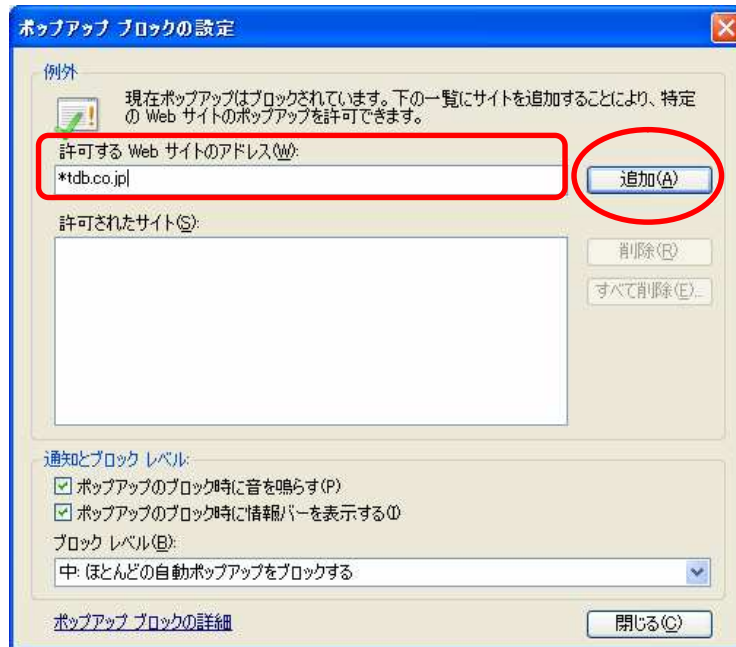 ポップアップ ブロックの設定
例外
現在ポップアップはブロックされています。下の一覧にサイトを追加することにより、特定
の Web サイトのポップアップを許可できます。
許可する Web サイトのアドレス(W):
*tdb.co.jp
追加(A)
許可されたサイト(S):
削除(R)
すべて削除(E)...
通知とブロック レベル:
ポップアップのブロック時に音を鳴らす(P)
ポップアップのブロック時に情報バーを表示する(I)
ブロック レベル(B):
中: ほとんどの自動ポップアップをブロックする
ポップアップ ブロックの詳細
閉じる(C)